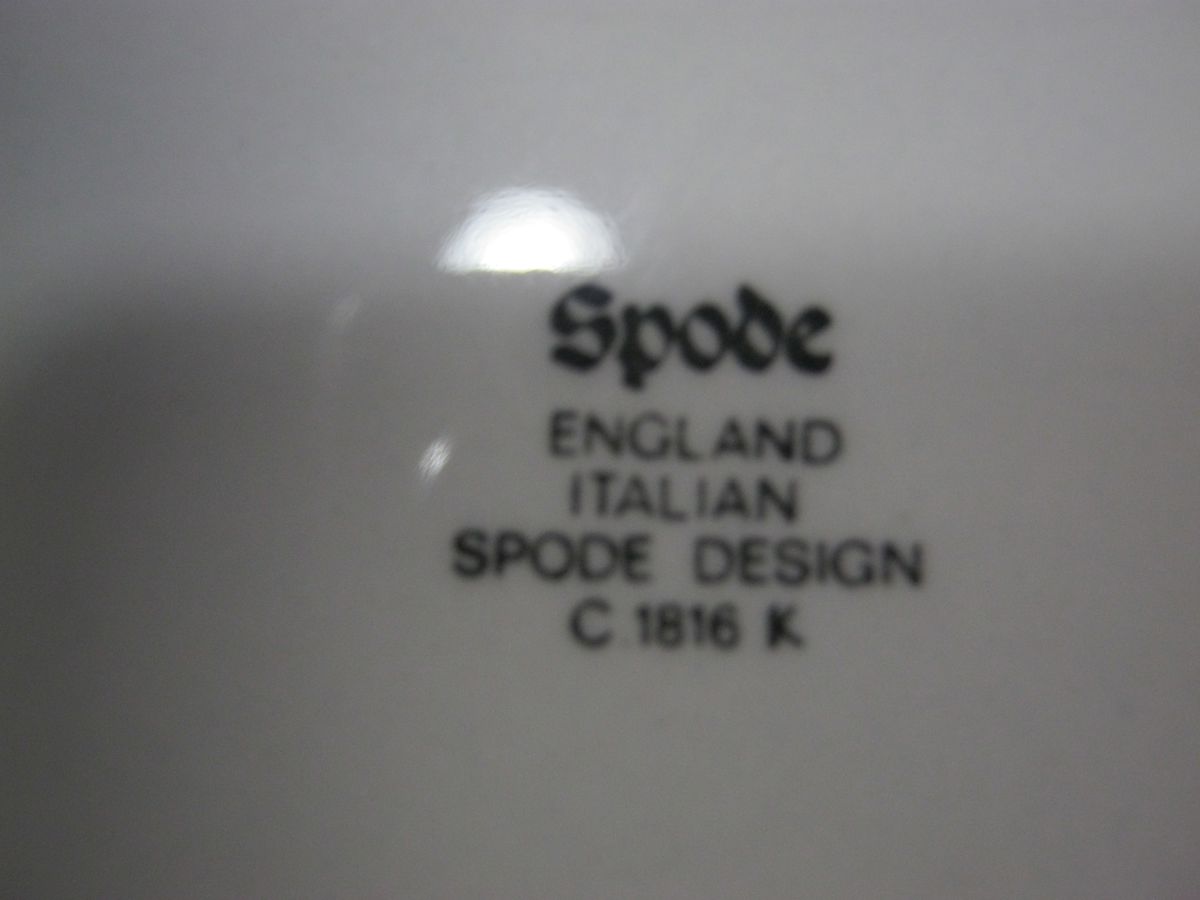 Spode
ENGLAND
ITALIAN
SPODE DESIGN
C.1816 K